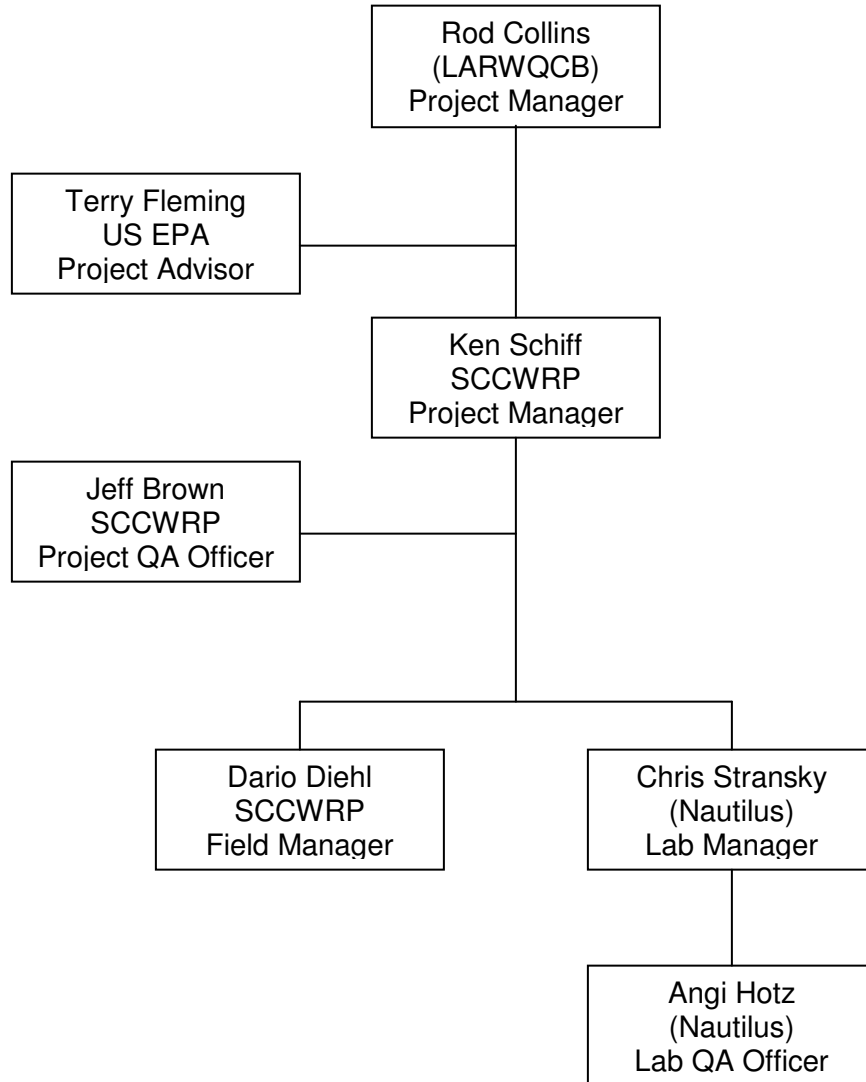 Rod Collins
(LARWQCB)
Project Manager
Terry Fleming
US EPA
Project Advisor
Ken Schiff
SCCWRP
Project Manager
Jeff Brown
SCCWRP
Project QA Officer
Dario Diehl
SCCWRP
Field Manager
Chris Stransky
(Nautilus)
Lab Manager
Angi Hotz
(Nautilus)
Lab QA Officer